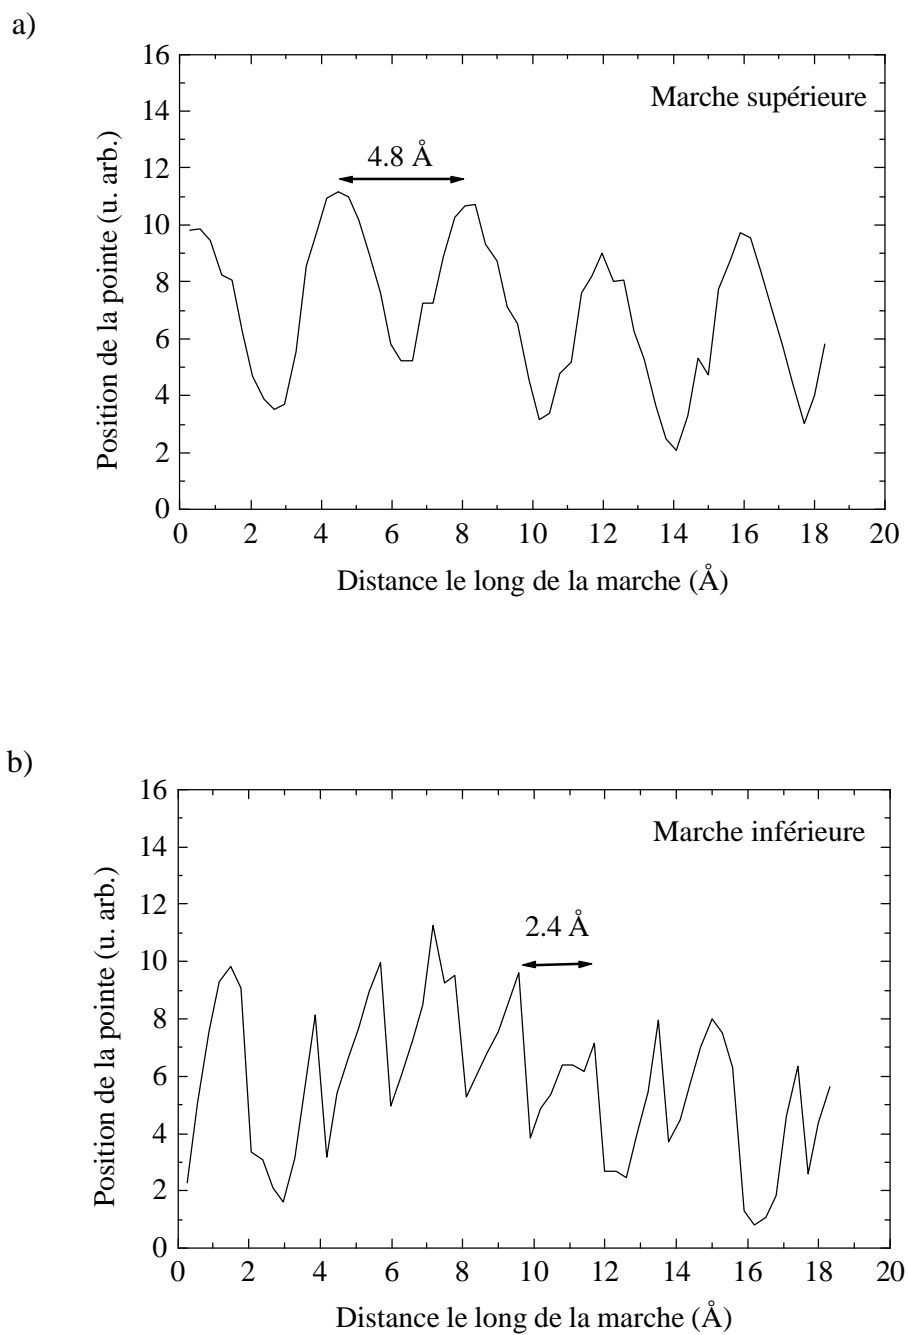 a)
16
Marche supérieure
14
12
4.8 Å
10
8
6
4
2
0
Position de la pointe (u. arb.)
0 2 4 6 8 10 12 14 16 18 20
Distance le long de la marche (Å)
b)
16
Marche inférieure
14
12
2.4 Å
10
8
6
4
2
0
Position de la pointe (u. arb.)
0 2 4 6 8 10 12 14 16 18 20
Distance le long de la marche (Å)